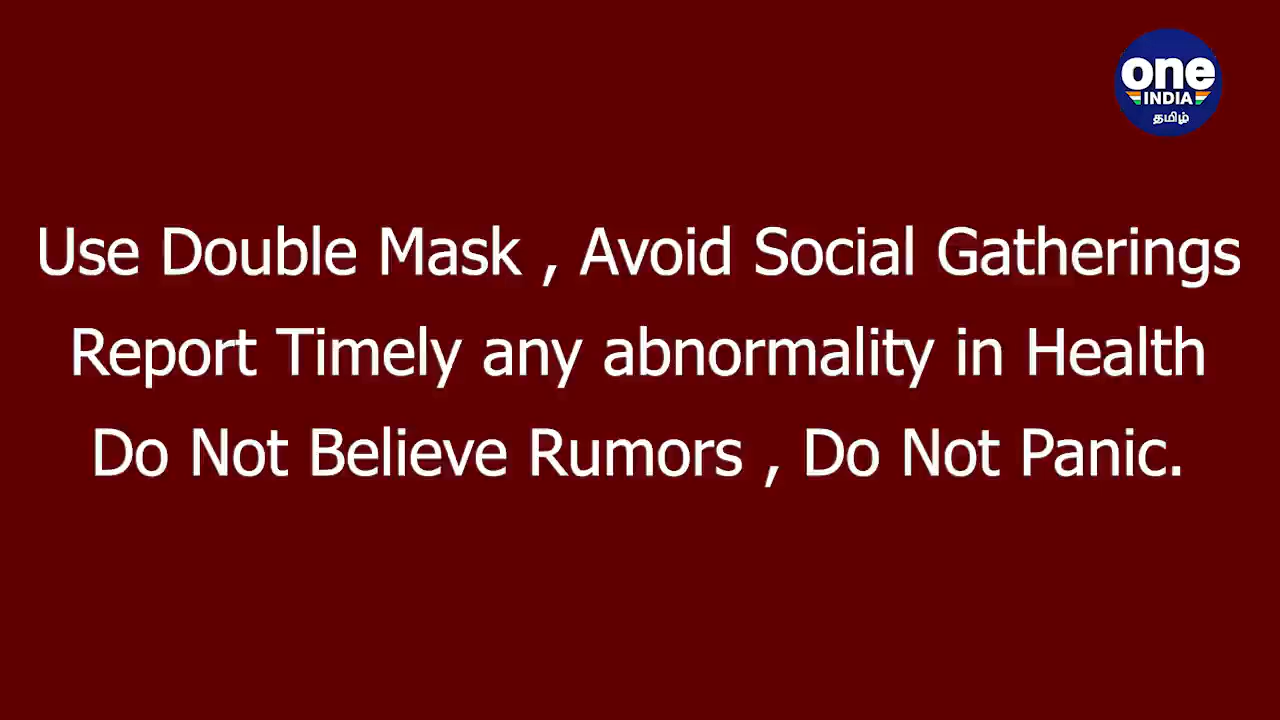 one
INDIA
தமிழ்
Use Double Mask , Avoid Social Gatherings
Report Timely any abnormality in Health
Do Not Believe Rumors , Do Not Panic.